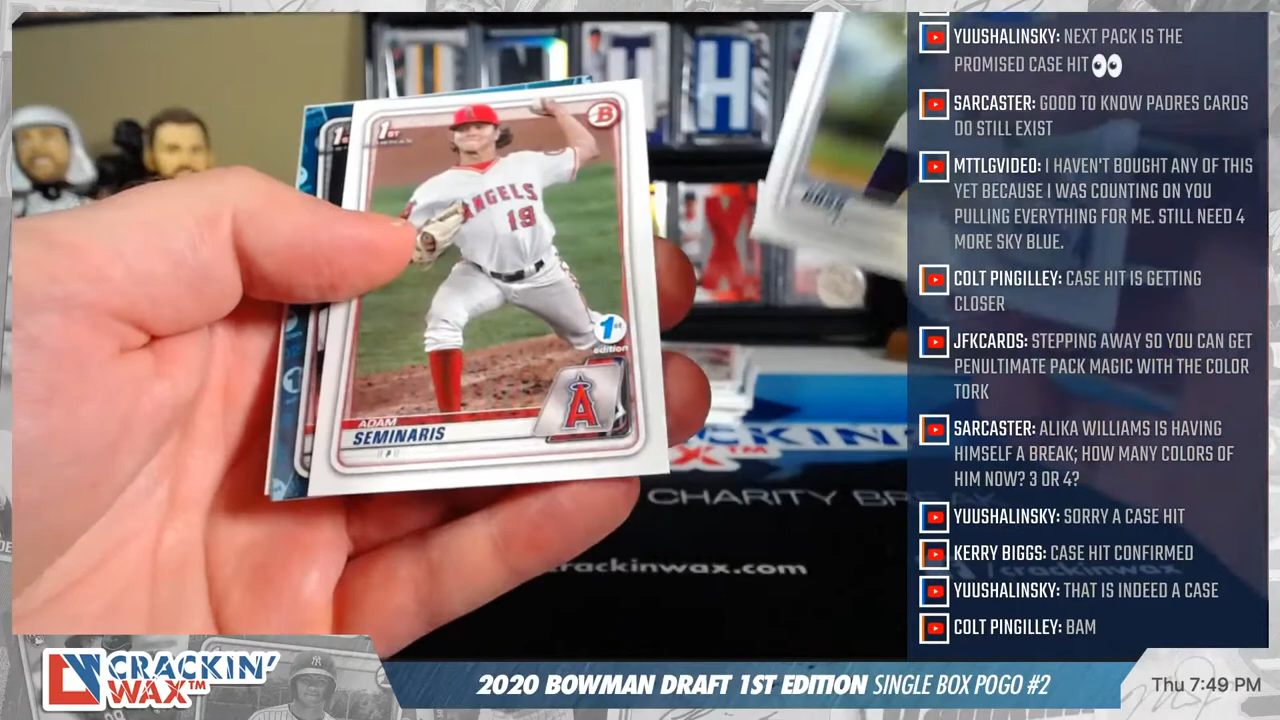 YUUSHALINSKY: NEXT PACK IS THE
PROMISED CASE HIT 👀
SARCASTER: GOOD TO KNOW PADRES CARDS
DO STILL EXIST
MTTLGVIDEO: I HAVEN'T BOUGHT ANY OF THIS
YET BECAUSE I WAS COUNTING ON YOU
PULLING EVERYTHING FOR ME. STILL NEED 4
MORE SKY BLUE.
COLT PINGILLEY: CASE HIT IS GETTING
CLOSER
JFKCARDS: STEPPING AWAY SO YOU CAN GET
PENULTIMATE PACK MAGIC WITH THE COLOR
TORK
SARCASTER: ALIKA WILLIAMS IS HAVING
HIMSELF A BREAK; HOW MANY COLORS OF
HIM NOW? 3 OR 4?
YUUSHALINSKY: SORRY A CASE HIT
KERRY BIGGS: CASE HIT CONFIRMED
YUUSHALINSKY: THAT IS INDEED A CASE
COLT PINGILLEY: BAM
T H
X
1ST
B
ANGELS
19
1st
edition
A
ADAM
SEMINARIS
CHARITY BREAK
crackinwax.com
/crackinwax
CRACKIN'
WAX™
2020 BOWMAN DRAFT 1ST EDITION SINGLE BOX POGO #2
Thu 7:49 PM